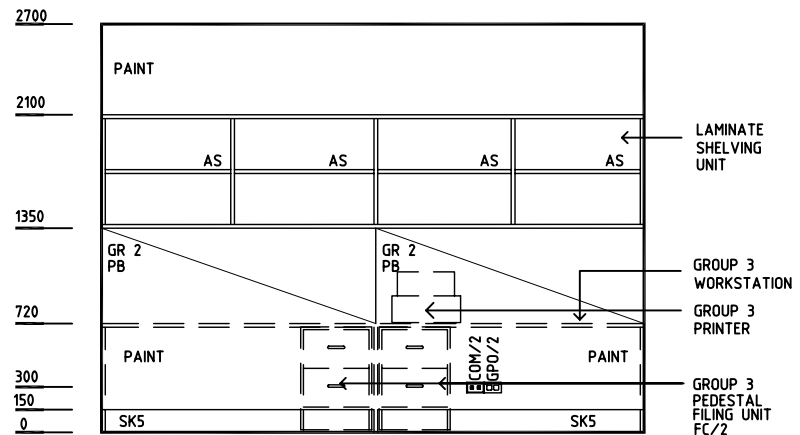 2700
PAINT
2100
AS
AS
AS
AS
LAMINATE
SHELVING
UNIT
1350
GR 2
PB
GR 2
PB
GROUP 3
WORKSTATION
GROUP 3
PRINTER
720
PAINT
COM/2
GPO/2
PAINT
300
GROUP 3
PEDESTAL
FILING UNIT
FC/2
150
0
SK5
SK5